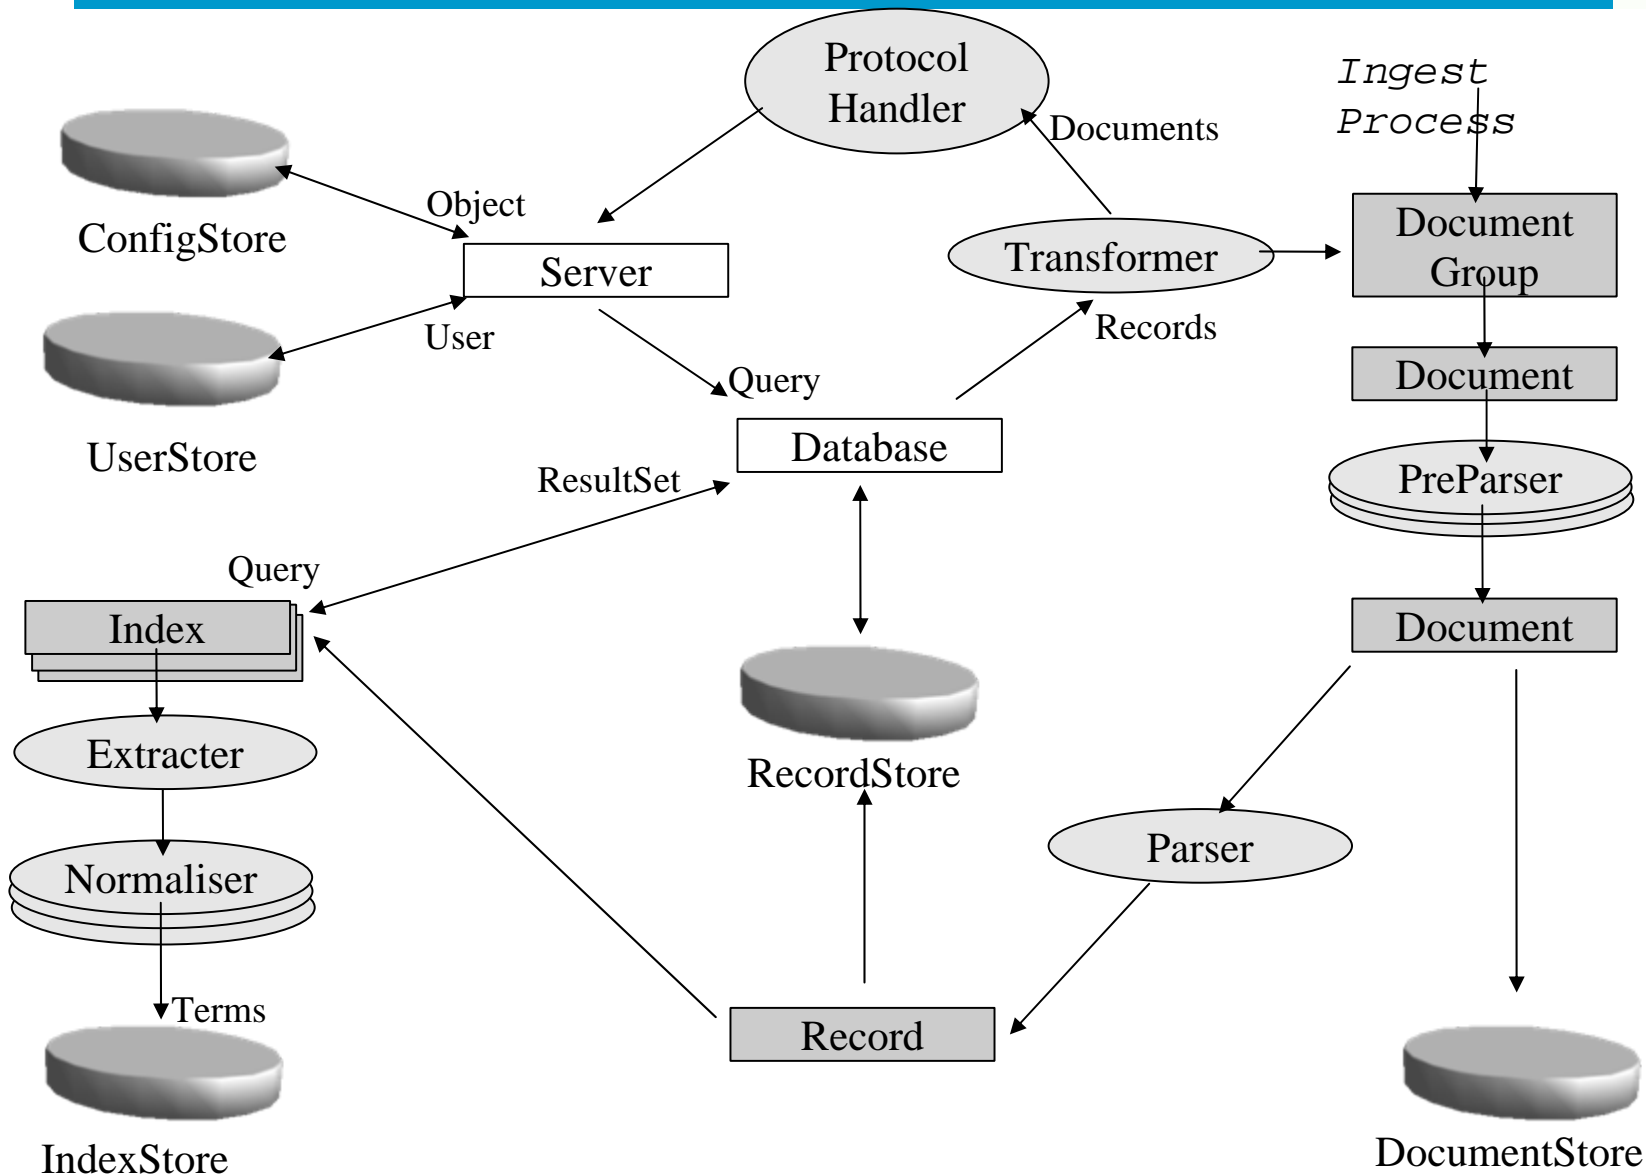 Protocol
Handler
Ingest
Process
Documents
ConfigStore
Object
Server
Transformer
Document
Group
User
Records
UserStore
Query
Document
Database
ResultSet
PreParser
Query
Index
Document
Extracter
RecordStore
Parser
Normaliser
Terms
Record
IndexStore
DocumentStore